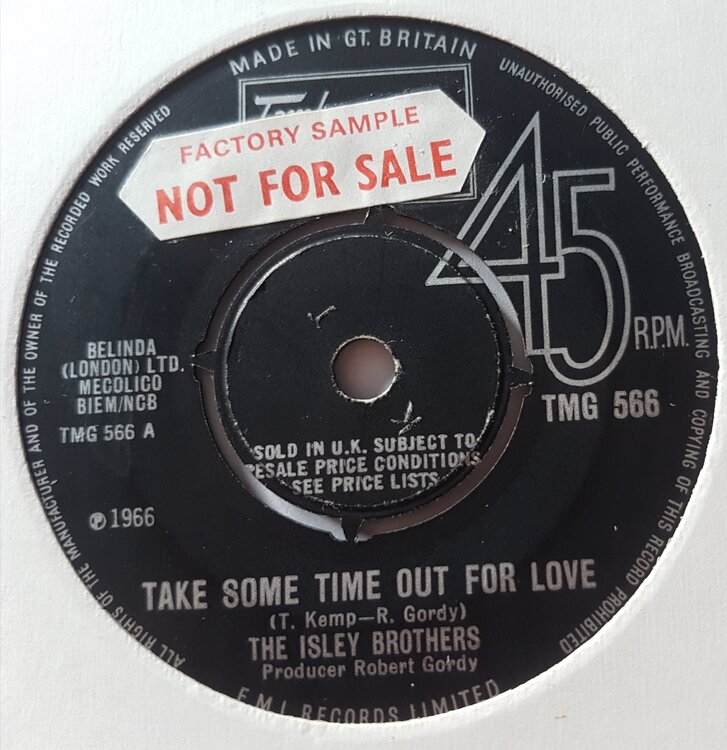 MADE IN GT. BRITAIN
UNAUTHORISED PUBLIC PERFORMANCE BROADCASTING AND COPYING OF THIS RECORD PROHIBITED
ALL RIGHTS OF THE MANUFACTURER AND OF THE OWNER OF THE RECORDED WORK RESERVED
FACTORY SAMPLE
NOT FOR SALE
45
R.P.M.
BELINDA
(LONDON) LTD.
MECOLICO
BIEM/NCB
TMG 566
TMG 566 A
SOLD IN U.K. SUBJECT TO
RESALE PRICE CONDITIONS
SEE PRICE LISTS
℗ 1966
TAKE SOME TIME OUT FOR LOVE
(T. Kemp—R. Gordy)
THE ISLEY BROTHERS
Producer Robert Gordy
E.M.I. RECORDS LIMITED